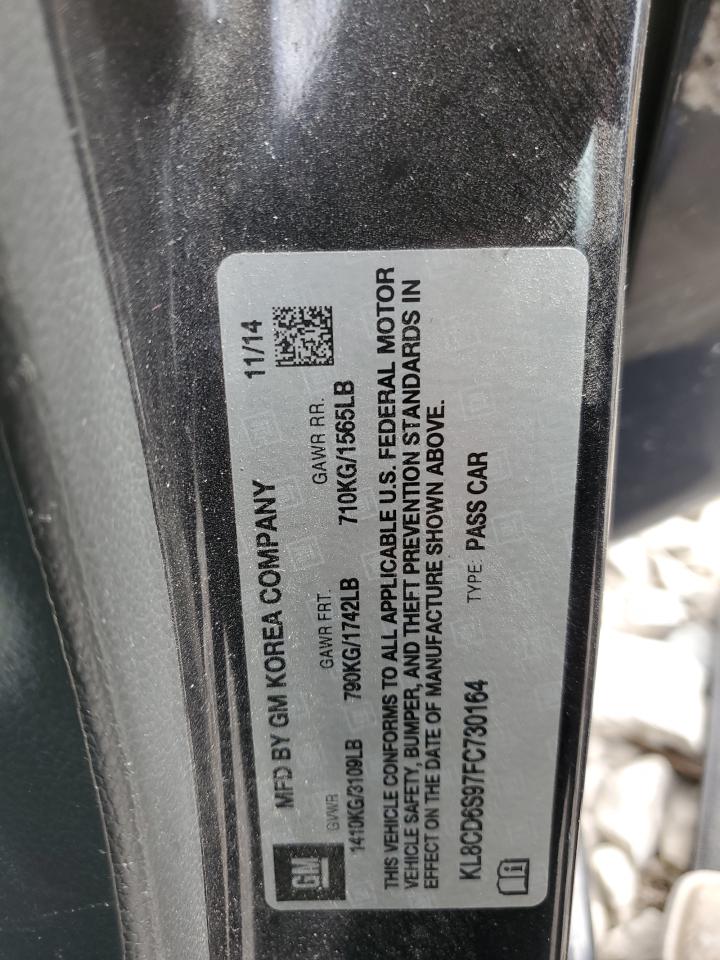 MFD BY GM KOREA COMPANY 11/14
GVWR GAWR FRT. GAWR RR.
1410KG/3109LB 790KG/1742LB 710KG/1565LB
THIS VEHICLE CONFORMS TO ALL APPLICABLE U.S. FEDERAL MOTOR
VEHICLE SAFETY, BUMPER, AND THEFT PREVENTION STANDARDS IN
EFFECT ON THE DATE OF MANUFACTURE SHOWN ABOVE.
KL8CD6S97FC730164 TYPE: PASS CAR
GM